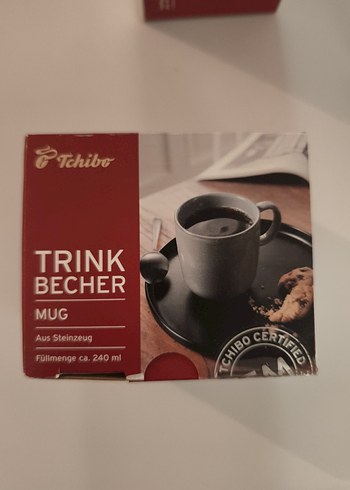 Tchibo
TRINK
BECHER
MUG
Aus Steinzeug
Füllmenge ca. 240 ml
TCHIBO CERTIFIED